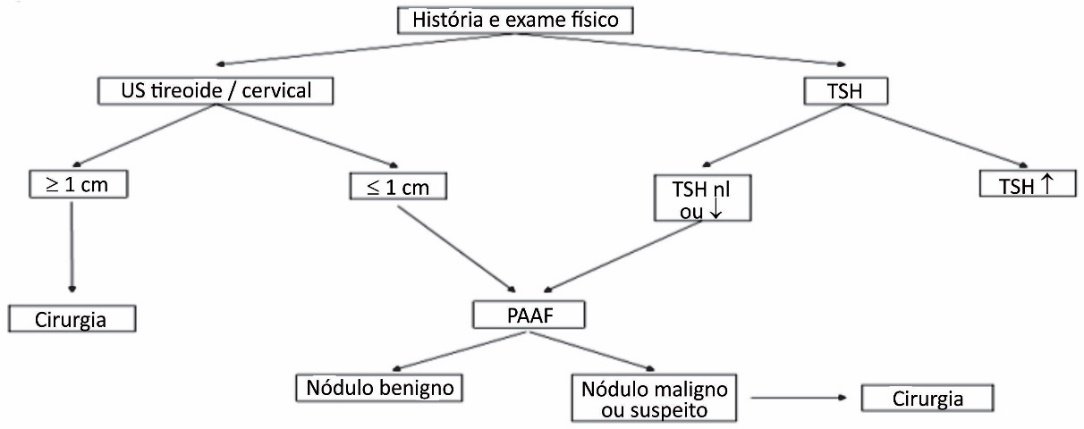 História e exame físico
US tireoide / cervical
TSH
≥ 1 cm
≤ 1 cm
TSH nl
ou ↓
TSH ↑
Cirurgia
PAAF
Nódulo benigno
Nódulo maligno
ou suspeito
Cirurgia